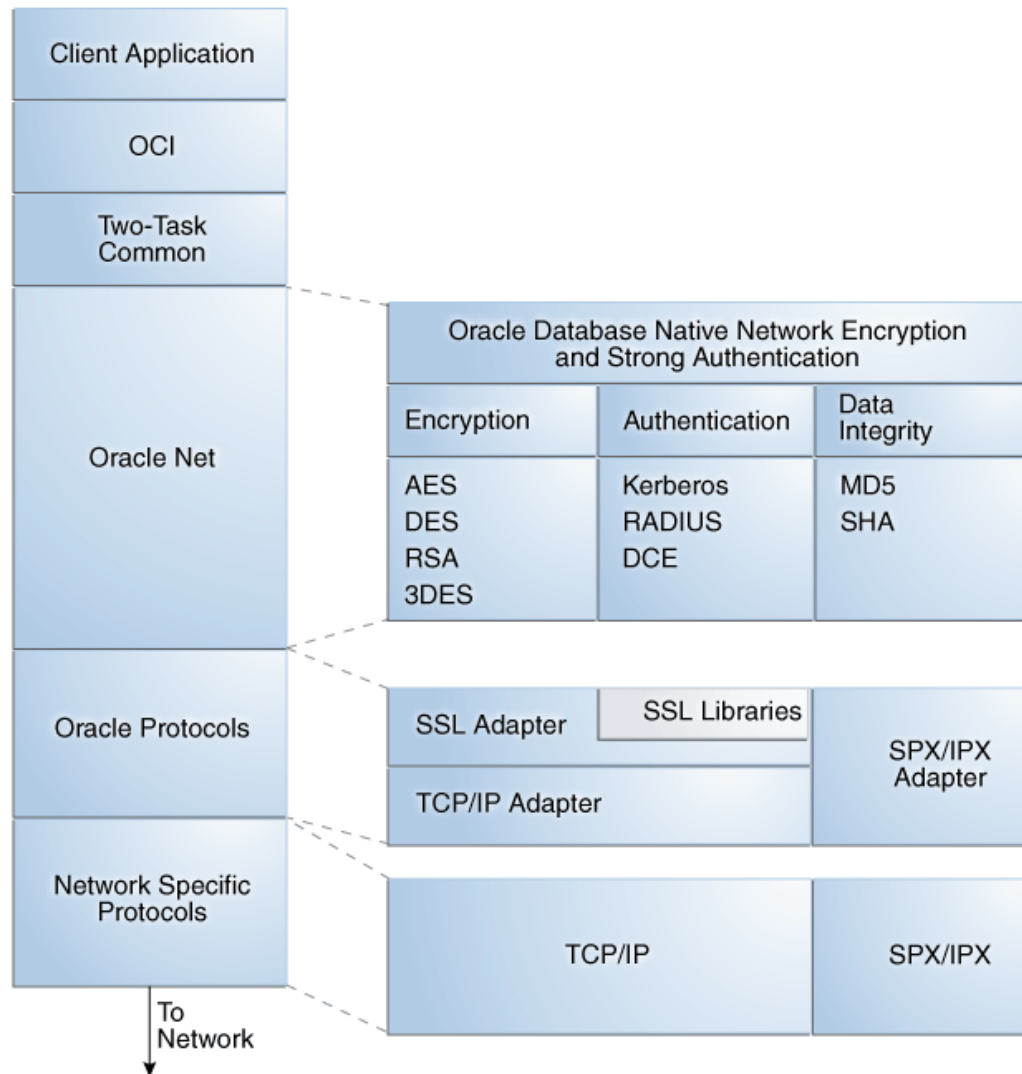 Client Application
OCI
Two-Task
Common
Oracle Net
Oracle Protocols
Network Specific
Protocols
To
Network
Oracle Database Native Network Encryption
and Strong Authentication
Encryption
Authentication
Data
Integrity
AES
DES
RSA
3DES
Kerberos
RADIUS
DCE
MD5
SHA
SSL Adapter
SSL Libraries
TCP/IP Adapter
SPX/IPX
Adapter
TCP/IP
SPX/IPX